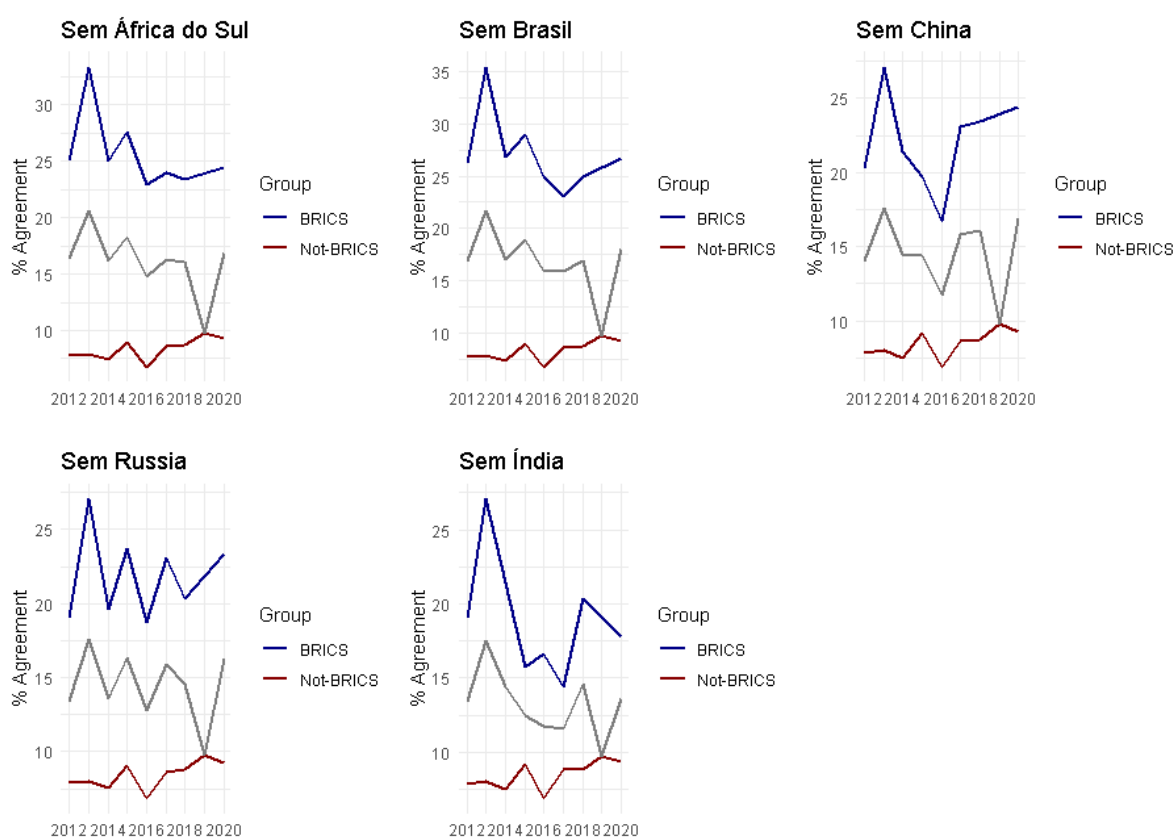 Sem África do Sul
% Agreement
30
25
20
15
10
2012 2014 2016 2018 2020
Group
BRICS
Not-BRICS
Sem Brasil
% Agreement
35
30
25
20
15
10
2012 2014 2016 2018 2020
Group
BRICS
Not-BRICS
Sem China
% Agreement
25
20
15
10
2012 2014 2016 2018 2020
Group
BRICS
Not-BRICS
Sem Russia
% Agreement
25
20
15
10
2012 2014 2016 2018 2020
Group
BRICS
Not-BRICS
Sem Índia
% Agreement
25
20
15
10
2012 2014 2016 2018 2020
Group
BRICS
Not-BRICS